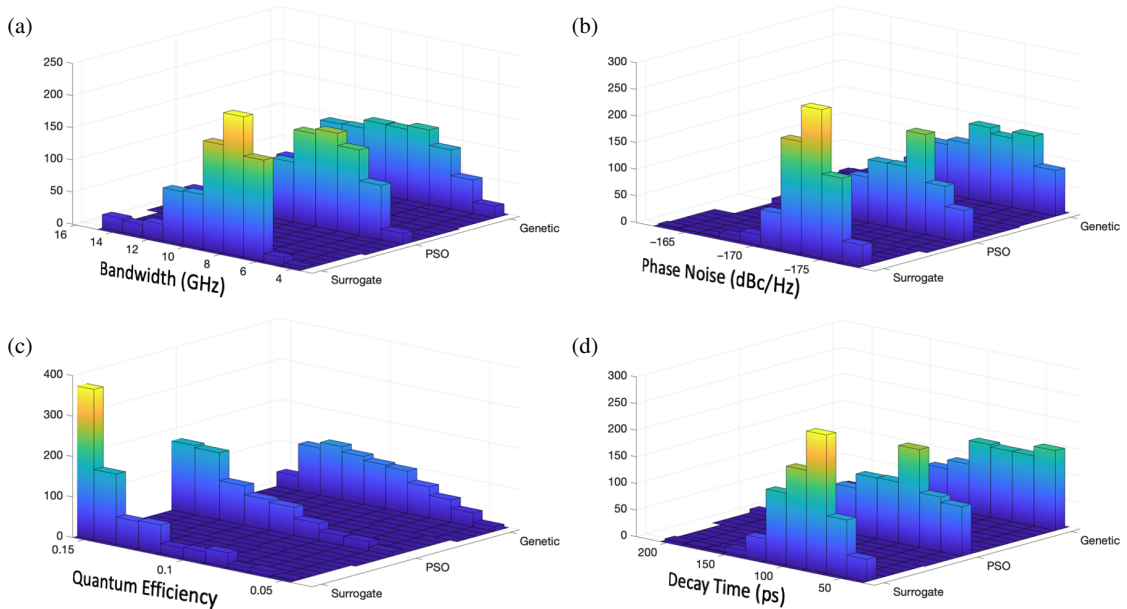 (a)
250
200
150
100
50
0
16
14
12
10
8
6
4
Bandwidth (GHz)
Surrogate
PSO
Genetic
(b)
300
250
200
150
100
50
0
−165
−170
−175
Phase Noise (dBc/Hz)
Surrogate
PSO
Genetic
(c)
400
300
200
100
0
0.15
0.1
0.05
Quantum Efficiency
Surrogate
PSO
Genetic
(d)
300
250
200
150
100
50
0
200
150
100
50
Decay Time (ps)
Surrogate
PSO
Genetic